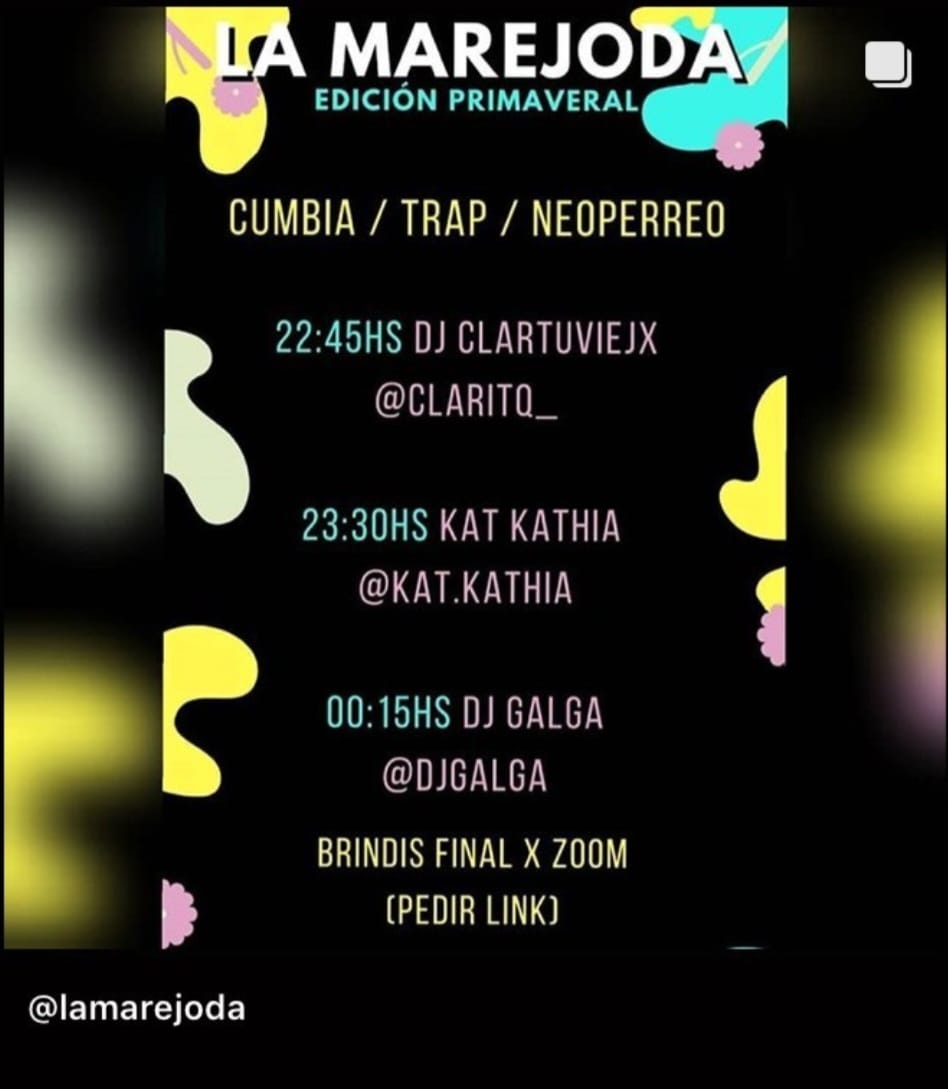 LA MAREJODA
EDICIÓN PRIMAVERAL
CUMBIA / TRAP / NEOPERREO
22:45HS DJ CLARTUVIEJX
@CLARITQ_
23:30HS KAT KATHIA
@KAT.KATHIA
00:15HS DJ GALGA
@DJGALGA
BRINDIS FINAL X ZOOM
(PEDIR LINK)
@lamarejoda